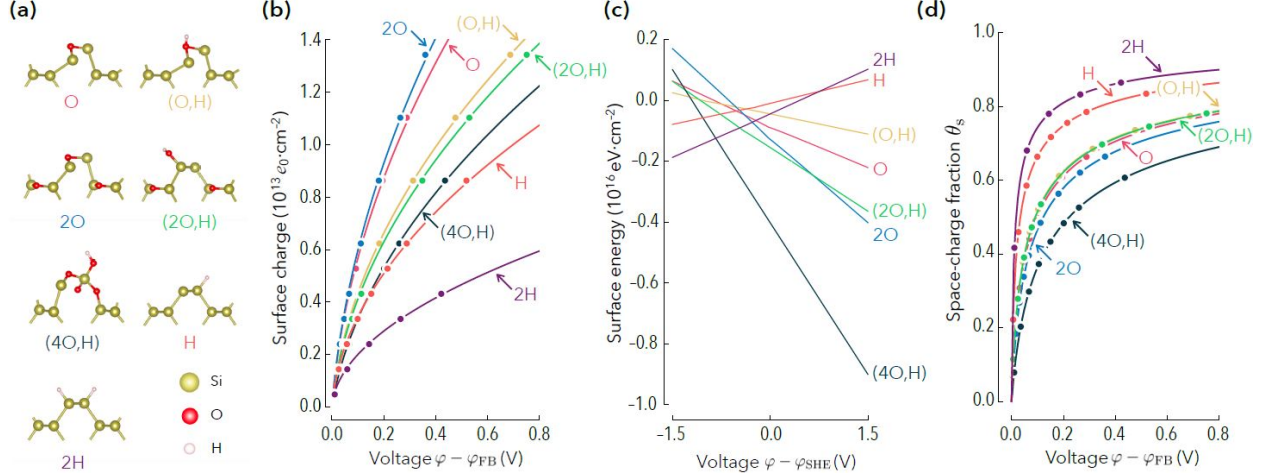 (a)
O
(O,H)
2O
(2O,H)
(4O,H)
H
Si
O
H
2H
(b)
Surface charge (10¹³ e₀·cm⁻²)
1.4
1.2
1.0
0.8
0.6
0.4
0.2
0.0
0.0 0.2 0.4 0.6 0.8
Voltage φ − φFB (V)
2O
O
(O,H)
(2O,H)
H
(4O,H)
2H
(c)
Surface energy (10¹⁶ eV·cm⁻²)
0.2
0.0
−0.2
−0.4
−0.6
−0.8
−1.0
−1.5 0.0 1.5
Voltage φ − φSHE (V)
2H
H
(O,H)
O
(2O,H)
2O
(4O,H)
(d)
Space-charge fraction θs
1.0
0.8
0.6
0.4
0.2
0.0
0.0 0.2 0.4 0.6 0.8
Voltage φ − φFB (V)
2H
H
(O,H)
(2O,H)
O
2O
(4O,H)